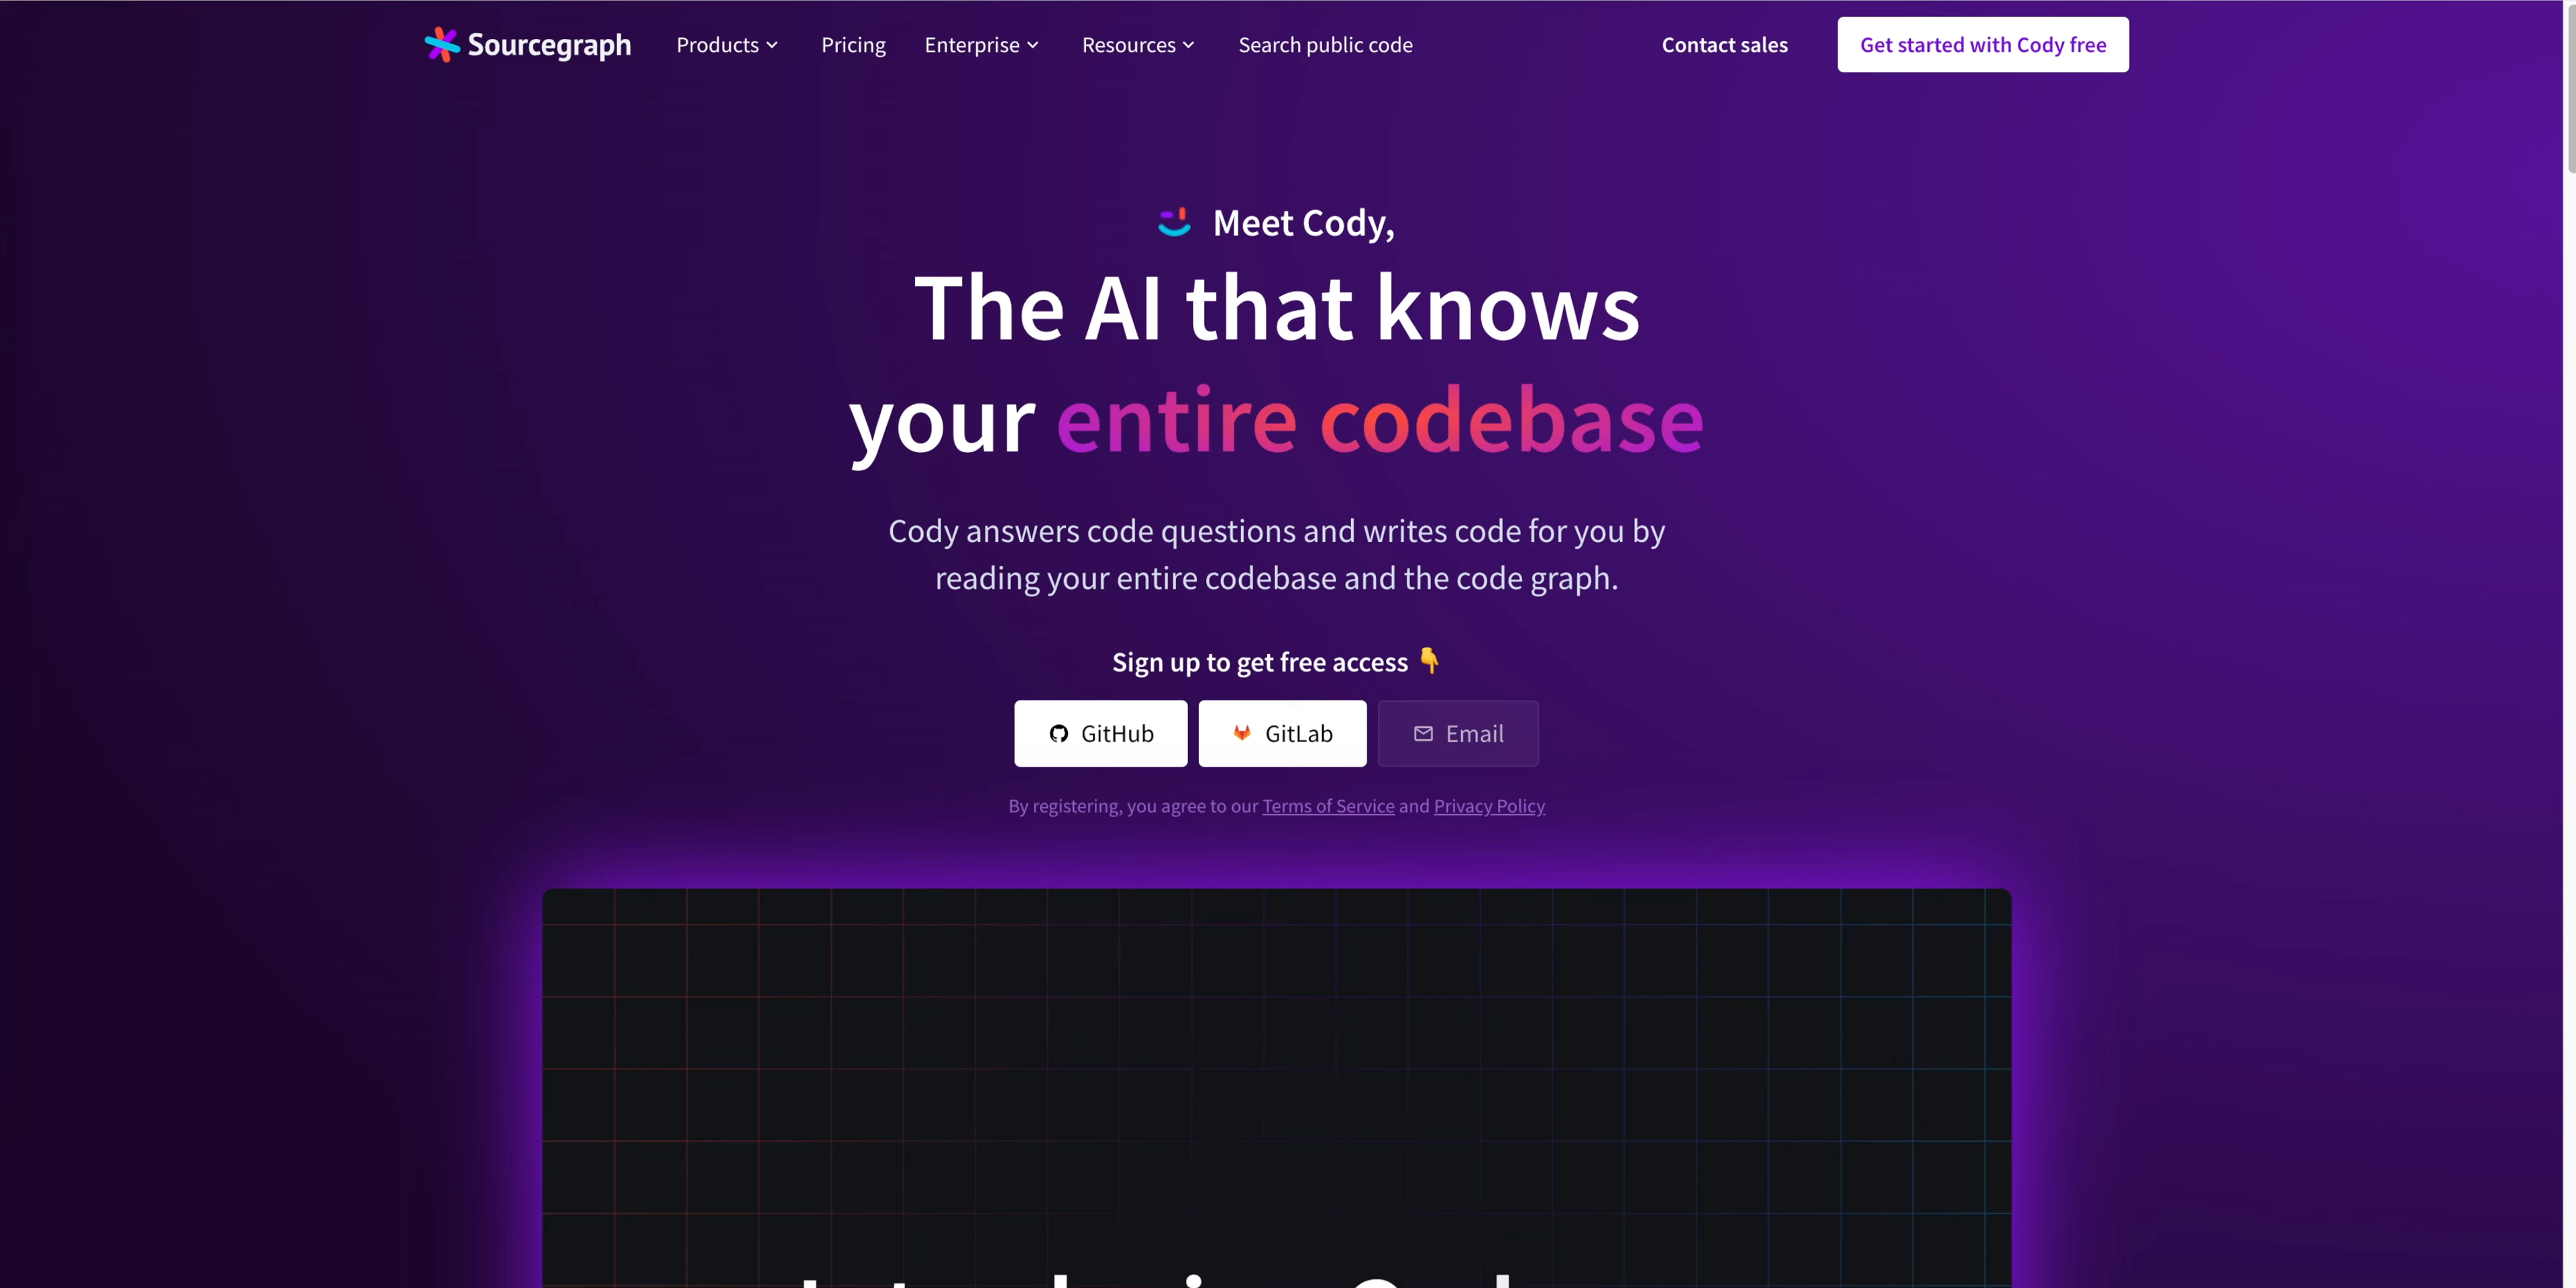 Sourcegraph
Products
Pricing
Enterprise
Resources
Search public code
Contact sales
Get started with Cody free
Meet Cody,
The AI that knows
your entire codebase
Cody answers code questions and writes code for you by
reading your entire codebase and the code graph.
Sign up to get free access 👇
GitHub
GitLab
Email
By registering, you agree to our Terms of Service and Privacy Policy